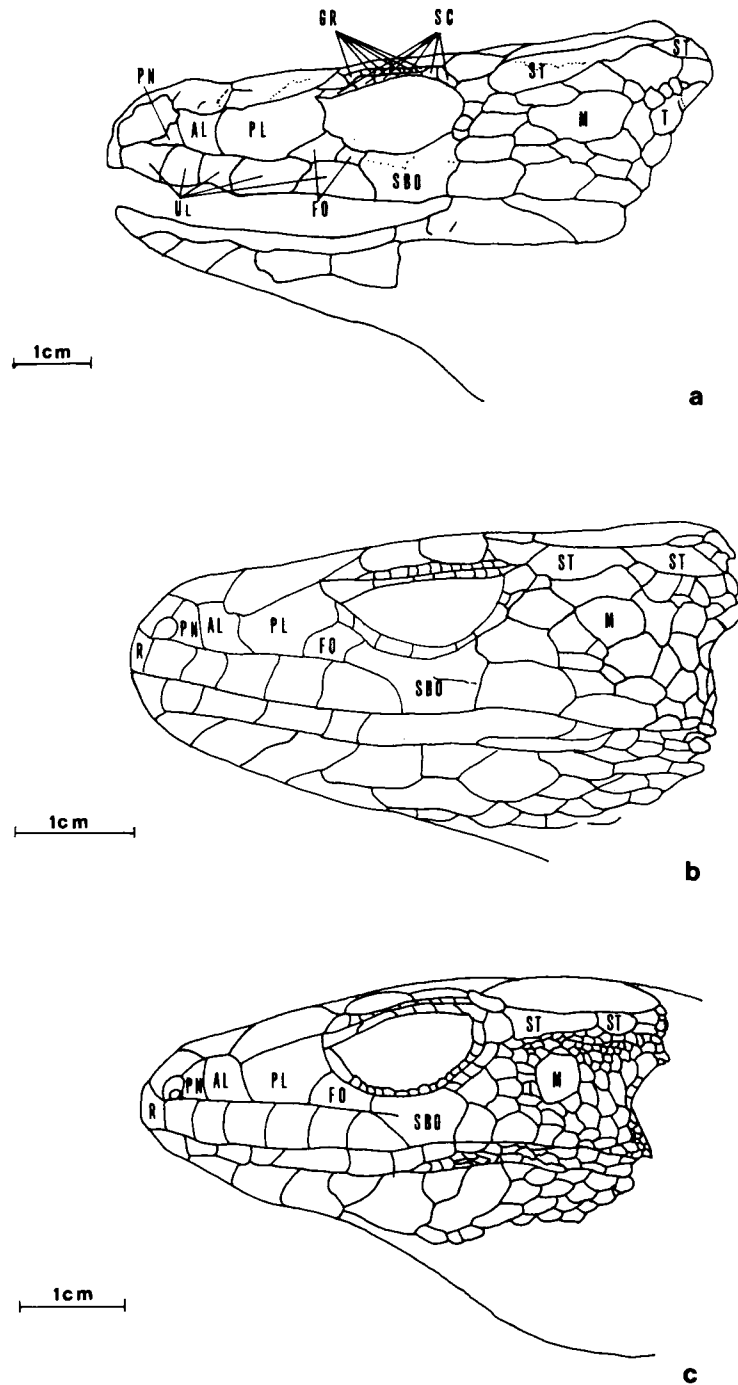 GR SC
PN ST ST
AL PL M T
SBO
UL FO
1cm
a
ST ST
PN AL PL M
R FO
SBO
1cm
b
ST ST
PN AL PL M
R FO
SBO
1cm
c